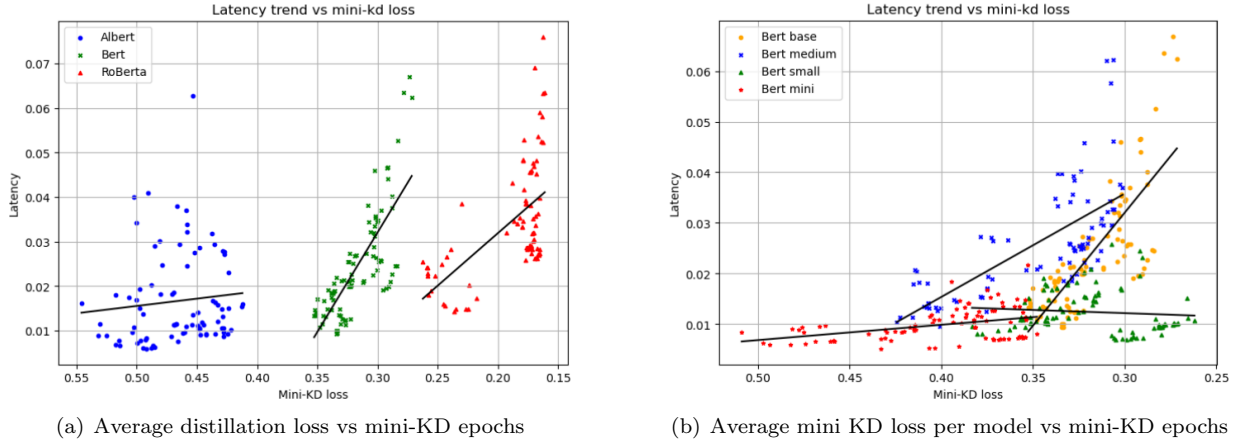 Latency trend vs mini-kd loss
Albert
Bert
RoBerta
Latency
0.07
0.06
0.05
0.04
0.03
0.02
0.01
0.55 0.50 0.45 0.40 0.35 0.30 0.25 0.20 0.15
Mini-KD loss
(a) Average distillation loss vs mini-KD epochs
Latency trend vs mini-kd loss
Bert base
Bert medium
Bert small
Bert mini
Latency
0.06
0.05
0.04
0.03
0.02
0.01
0.50 0.45 0.40 0.35 0.30 0.25
Mini-KD loss
(b) Average mini KD loss per model vs mini-KD epochs